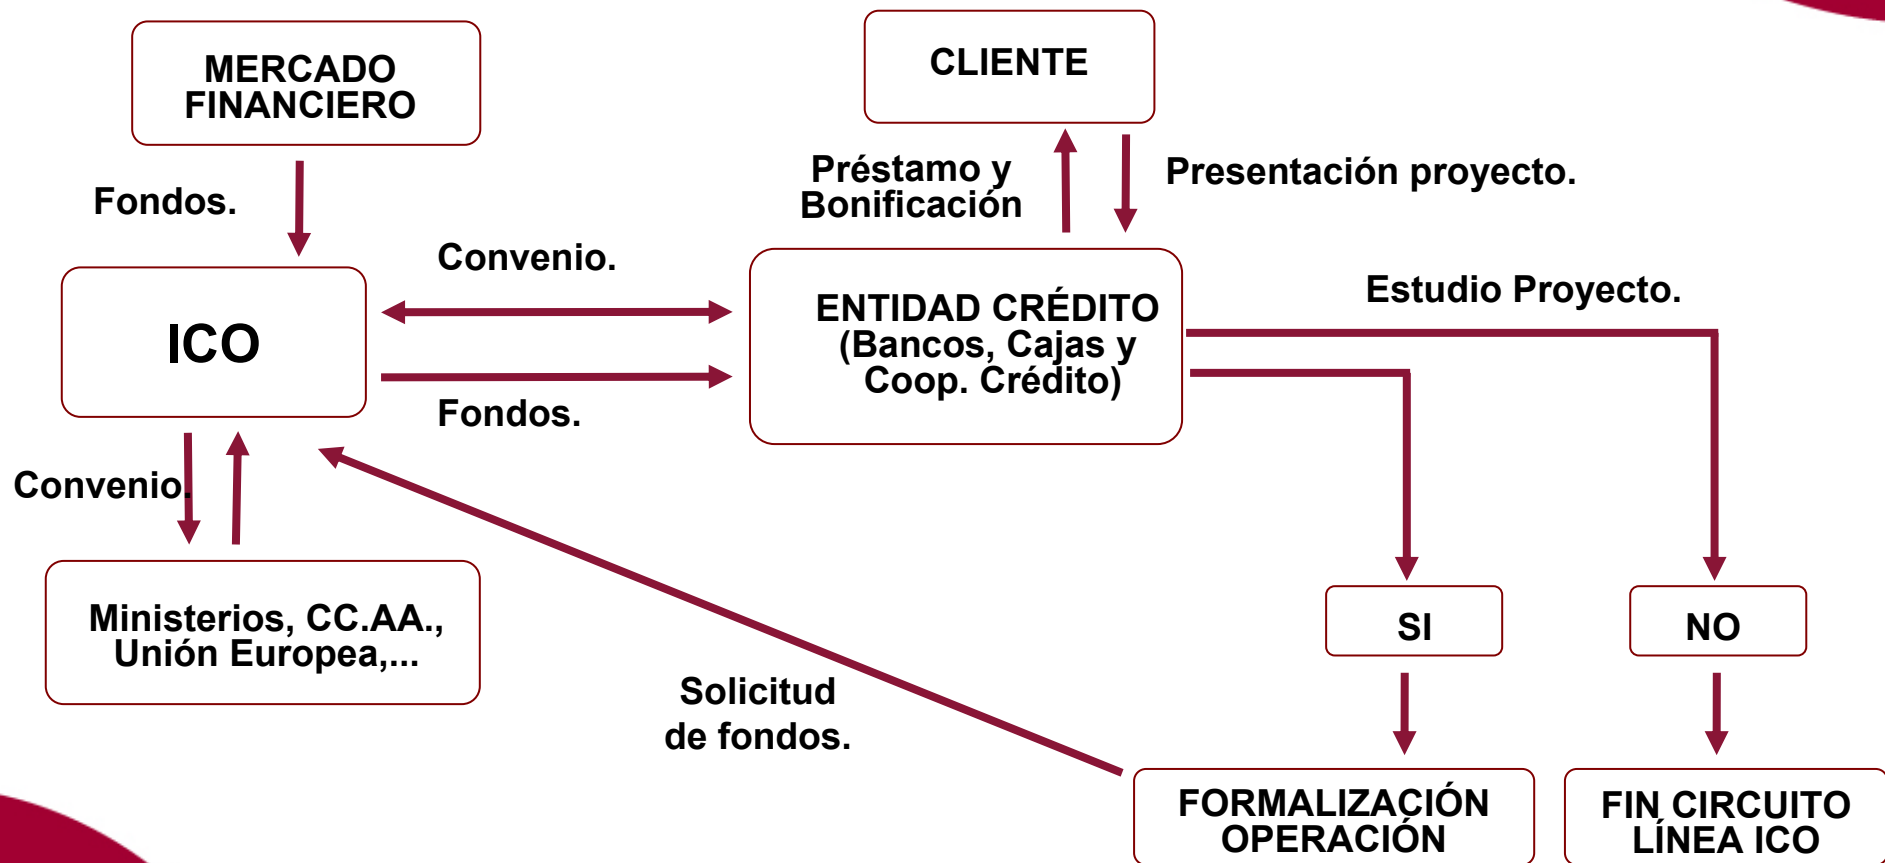 MERCADO
FINANCIERO
CLIENTE
Fondos.
Préstamo y
Bonificación
Presentación proyecto.
Convenio.
ICO
ENTIDAD CRÉDITO
(Bancos, Cajas y
Coop. Crédito)
Estudio Proyecto.
Fondos.
Convenio.
Ministerios, CC.AA.,
Unión Europea,...
SI
NO
Solicitud
de fondos.
FORMALIZACIÓN
OPERACIÓN
FIN CIRCUITO
LÍNEA ICO